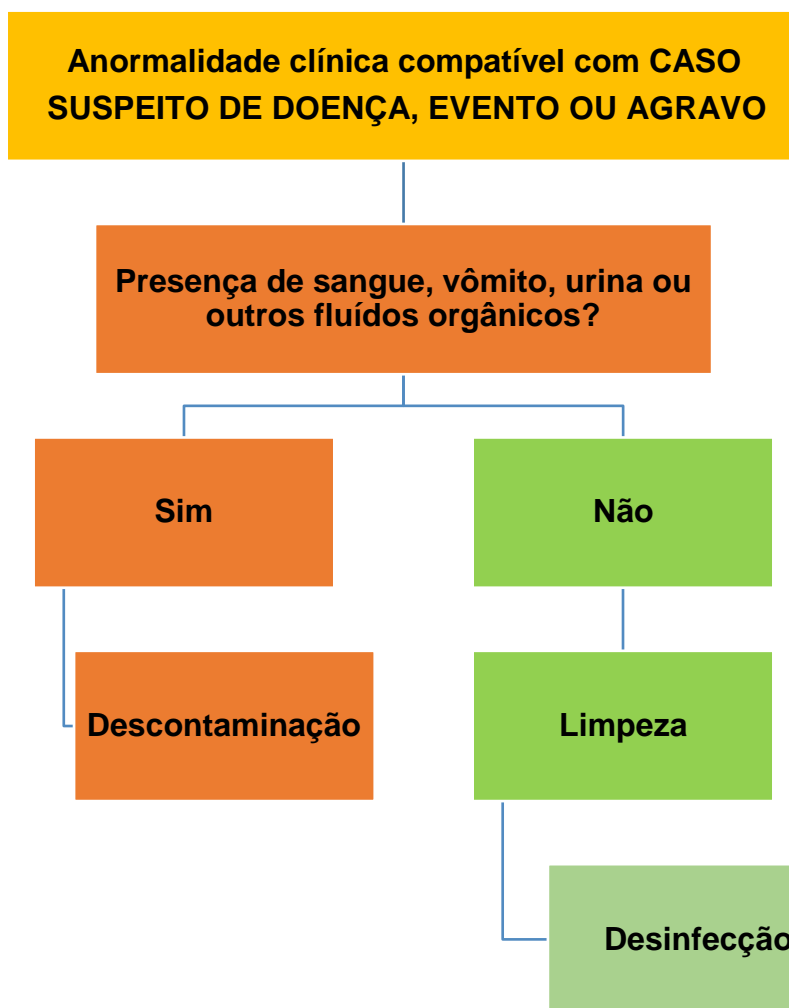 Anormalidade clínica compatível com CASO
SUSPEITO DE DOENÇA, EVENTO OU AGRAVO
Presença de sangue, vômito, urina ou
outros fluídos orgânicos?
Sim
Não
Descontaminação
Limpeza
Desinfecção